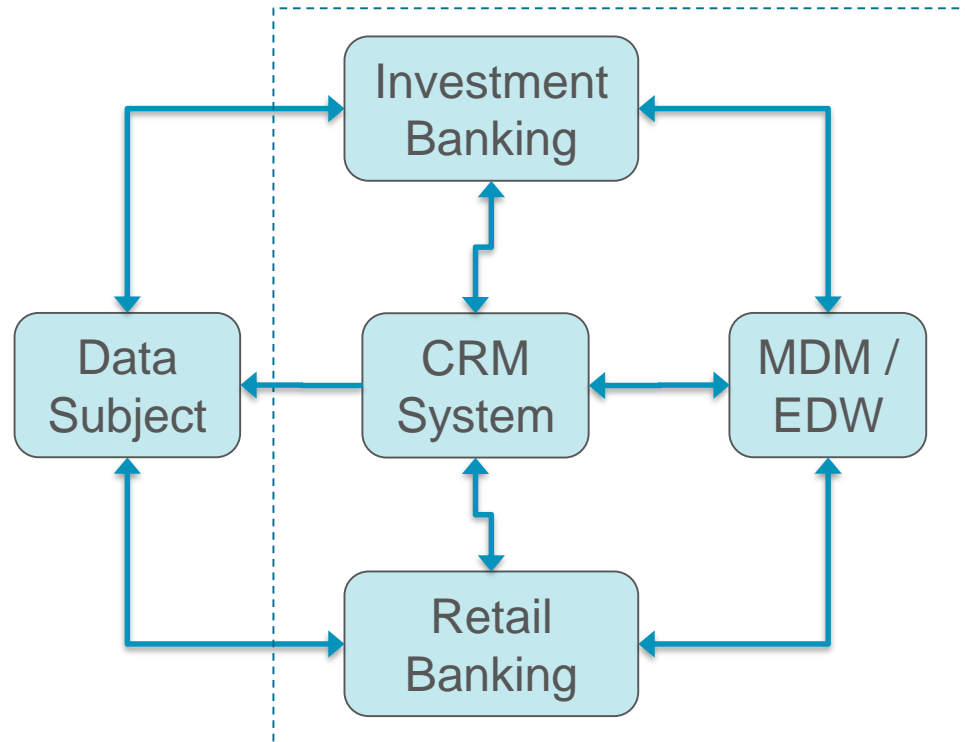 Investment
Banking
Data
Subject
CRM
System
MDM /
EDW
Retail
Banking